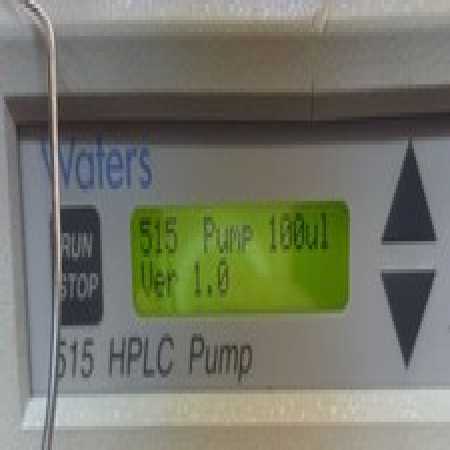 Waters
RUN
STOP
515 Pump 100ul
Ver 1.0
515 HPLC Pump